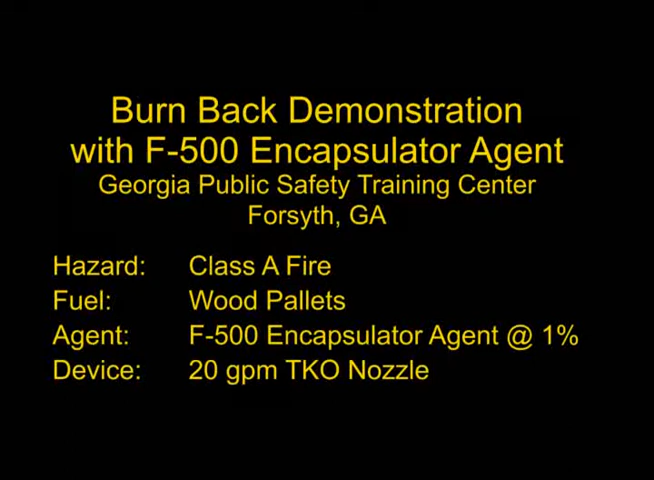 Burn Back Demonstration
with F-500 Encapsulator Agent
Georgia Public Safety Training Center
Forsyth, GA
Hazard: Class A Fire
Fuel: Wood Pallets
Agent: F-500 Encapsulator Agent @ 1%
Device: 20 gpm TKO Nozzle